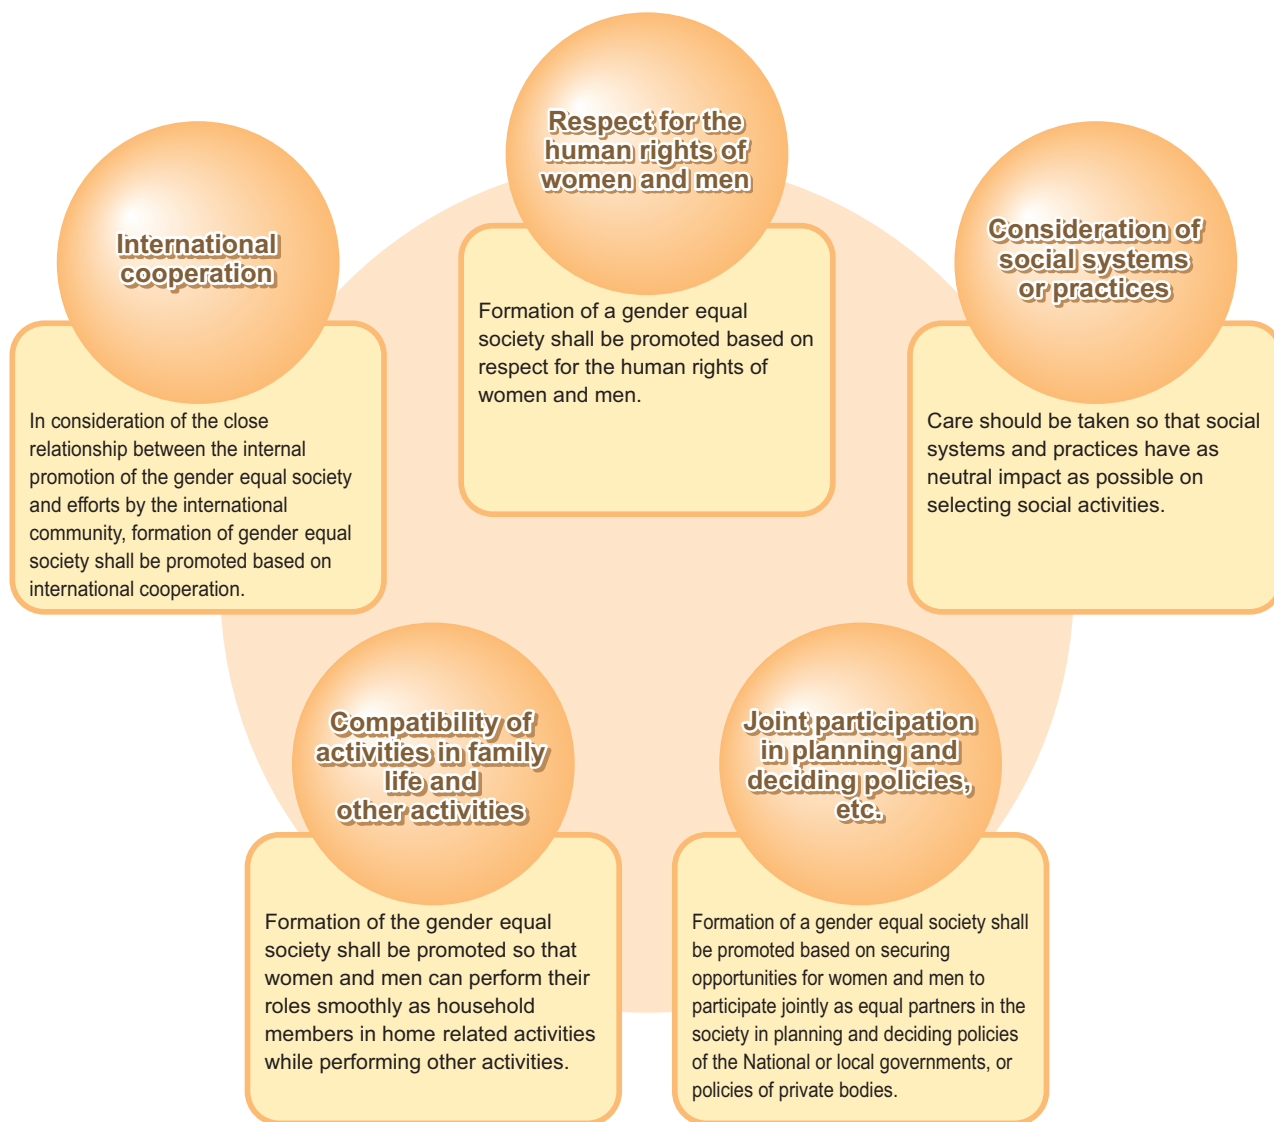 Respect for the
human rights of
women and men
Formation of a gender equal
society shall be promoted based on
respect for the human rights of
women and men.
International
cooperation
In consideration of the close
relationship between the internal
promotion of the gender equal society
and efforts by the international
community, formation of gender equal
society shall be promoted based on
international cooperation.
Consideration of
social systems
or practices
Care should be taken so that social
systems and practices have as
neutral impact as possible on
selecting social activities.
Compatibility of
activities in family
life and
other activities
Formation of the gender equal
society shall be promoted so that
women and men can perform their
roles smoothly as household
members in home related activities
while performing other activities.
Joint participation
in planning and
deciding policies,
etc.
Formation of a gender equal society shall
be promoted based on securing
opportunities for women and men to
participate jointly as equal partners in the
society in planning and deciding policies
of the National or local governments, or
policies of private bodies.